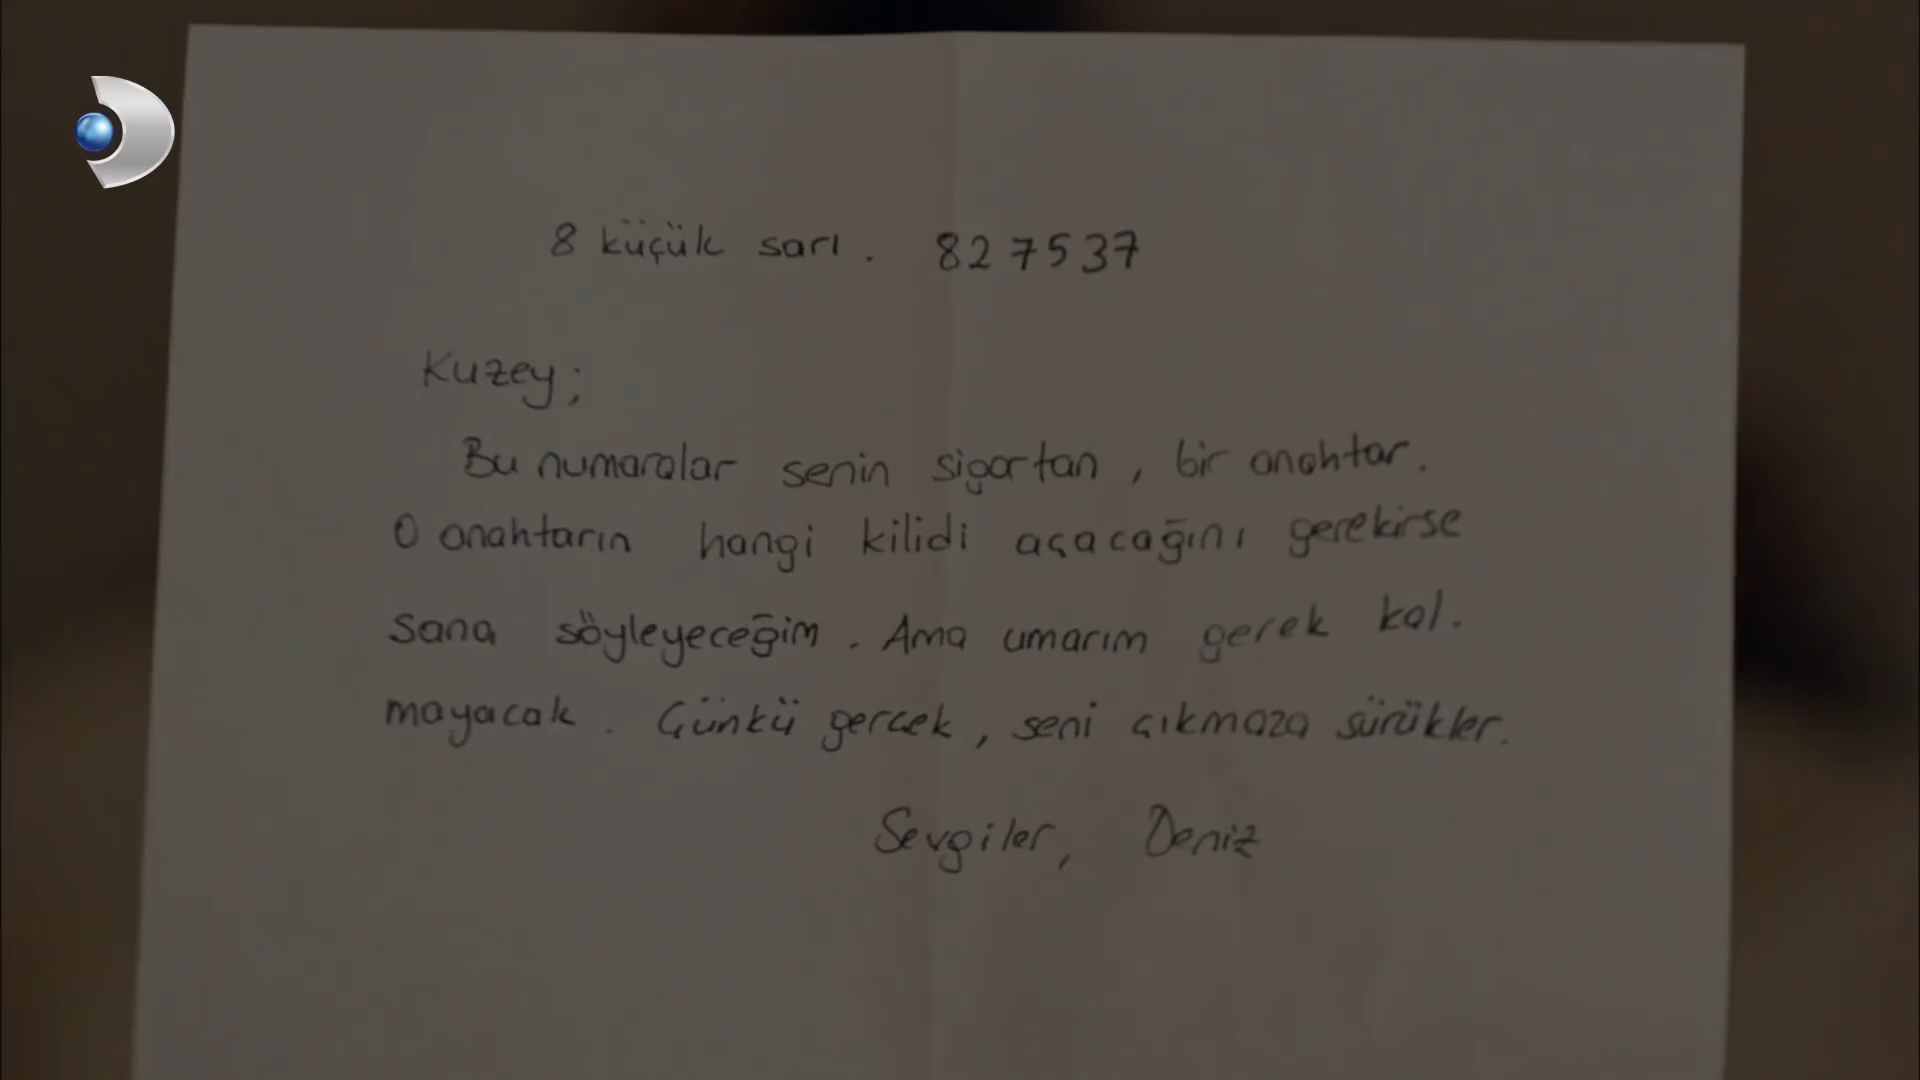 8 küçük sarı. 827537
Kuzey;
Bu numaralar senin sigortan, bir anahtar.
O anahtarın hangi kilidi açacağını gerekirse
sana söyleyeceğim. Ama umarım gerek kal.
mayacak. Çünkü gerçek, seni çıkmaza sürükler.
Sevgiler, Deniz